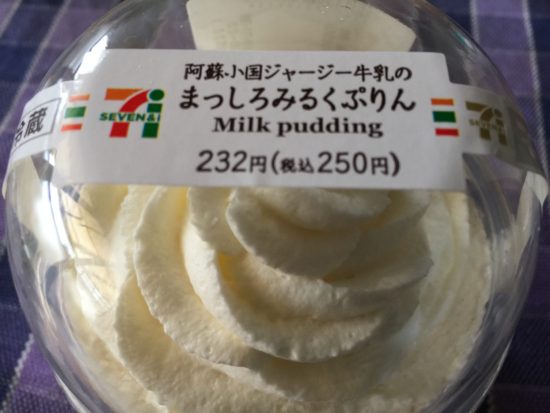 阿蘇小国ジャージー牛乳の
まっしろみるくぷりん
Milk pudding
232円(税込250円)
SEVEN&i
冷蔵